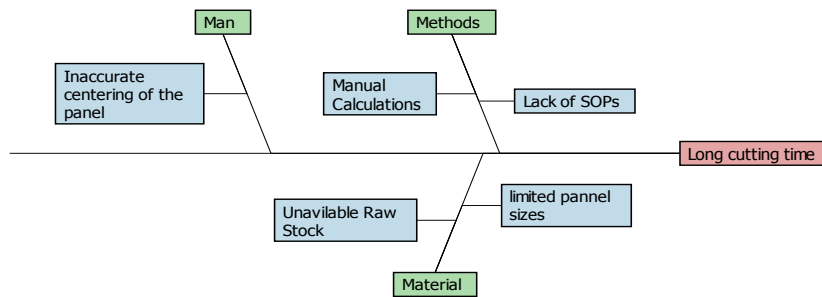 Man
Methods
Inaccurate
centering of the
panel
Manual
Calculations
Lack of SOPs
Long cutting time
Unavilable Raw
Stock
limited pannel
sizes
Material